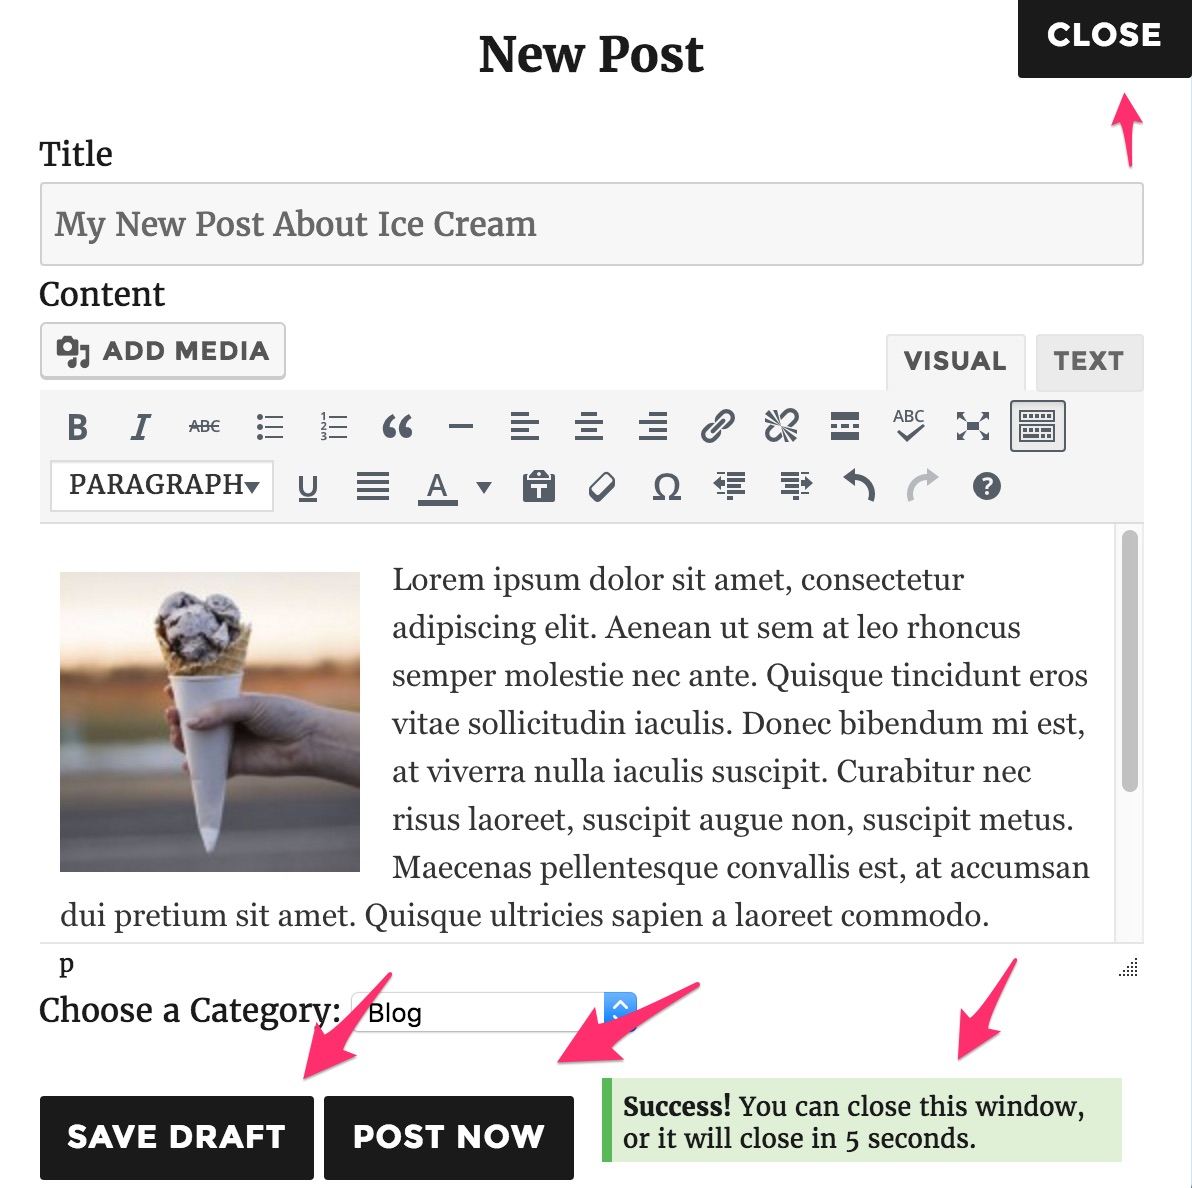 New Post
CLOSE
Title
My New Post About Ice Cream
Content
ADD MEDIA
VISUAL
TEXT
B I ABC 1 2 3 ABC
PARAGRAPH U A T Ω ?
Lorem ipsum dolor sit amet, consectetur
adipiscing elit. Aenean ut sem at leo rhoncus
semper molestie nec ante. Quisque tincidunt eros
vitae sollicitudin iaculis. Donec bibendum mi est,
at viverra nulla iaculis suscipit. Curabitur nec
risus laoreet, suscipit augue non, suscipit metus.
Maecenas pellentesque convallis est, at accumsan
dui pretium sit amet. Quisque ultricies sapien a laoreet commodo.
p
Choose a Category: Blog
SAVE DRAFT
POST NOW
Success! You can close this window,
or it will close in 5 seconds.